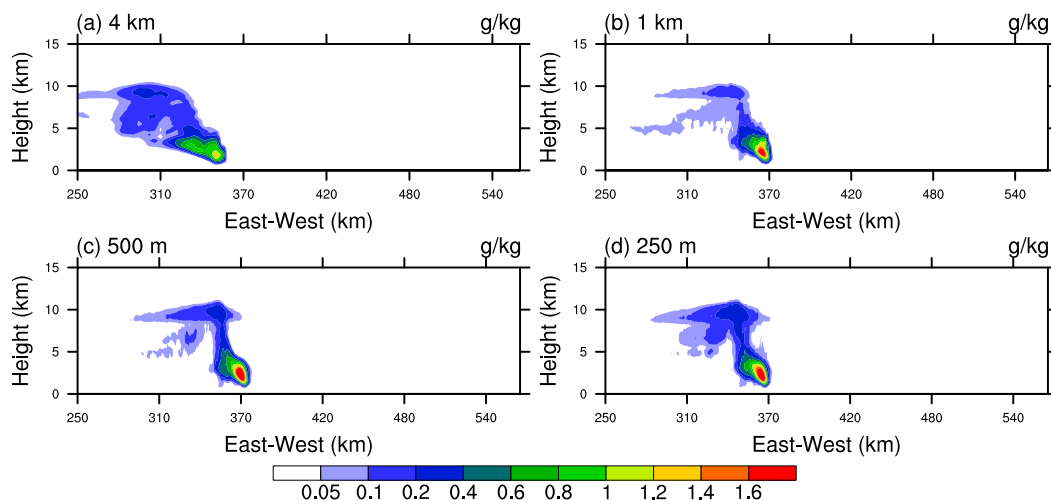 (a) 4 km g/kg
(b) 1 km g/kg
15
10
5
0
Height (km)
250 310 370 420 480 540
East-West (km)
15
10
5
0
Height (km)
250 310 370 420 480 540
East-West (km)
(c) 500 m g/kg
(d) 250 m g/kg
15
10
5
0
Height (km)
250 310 370 420 480 540
East-West (km)
15
10
5
0
Height (km)
250 310 370 420 480 540
East-West (km)
0.05 0.1 0.2 0.4 0.6 0.8 1 1.2 1.4 1.6